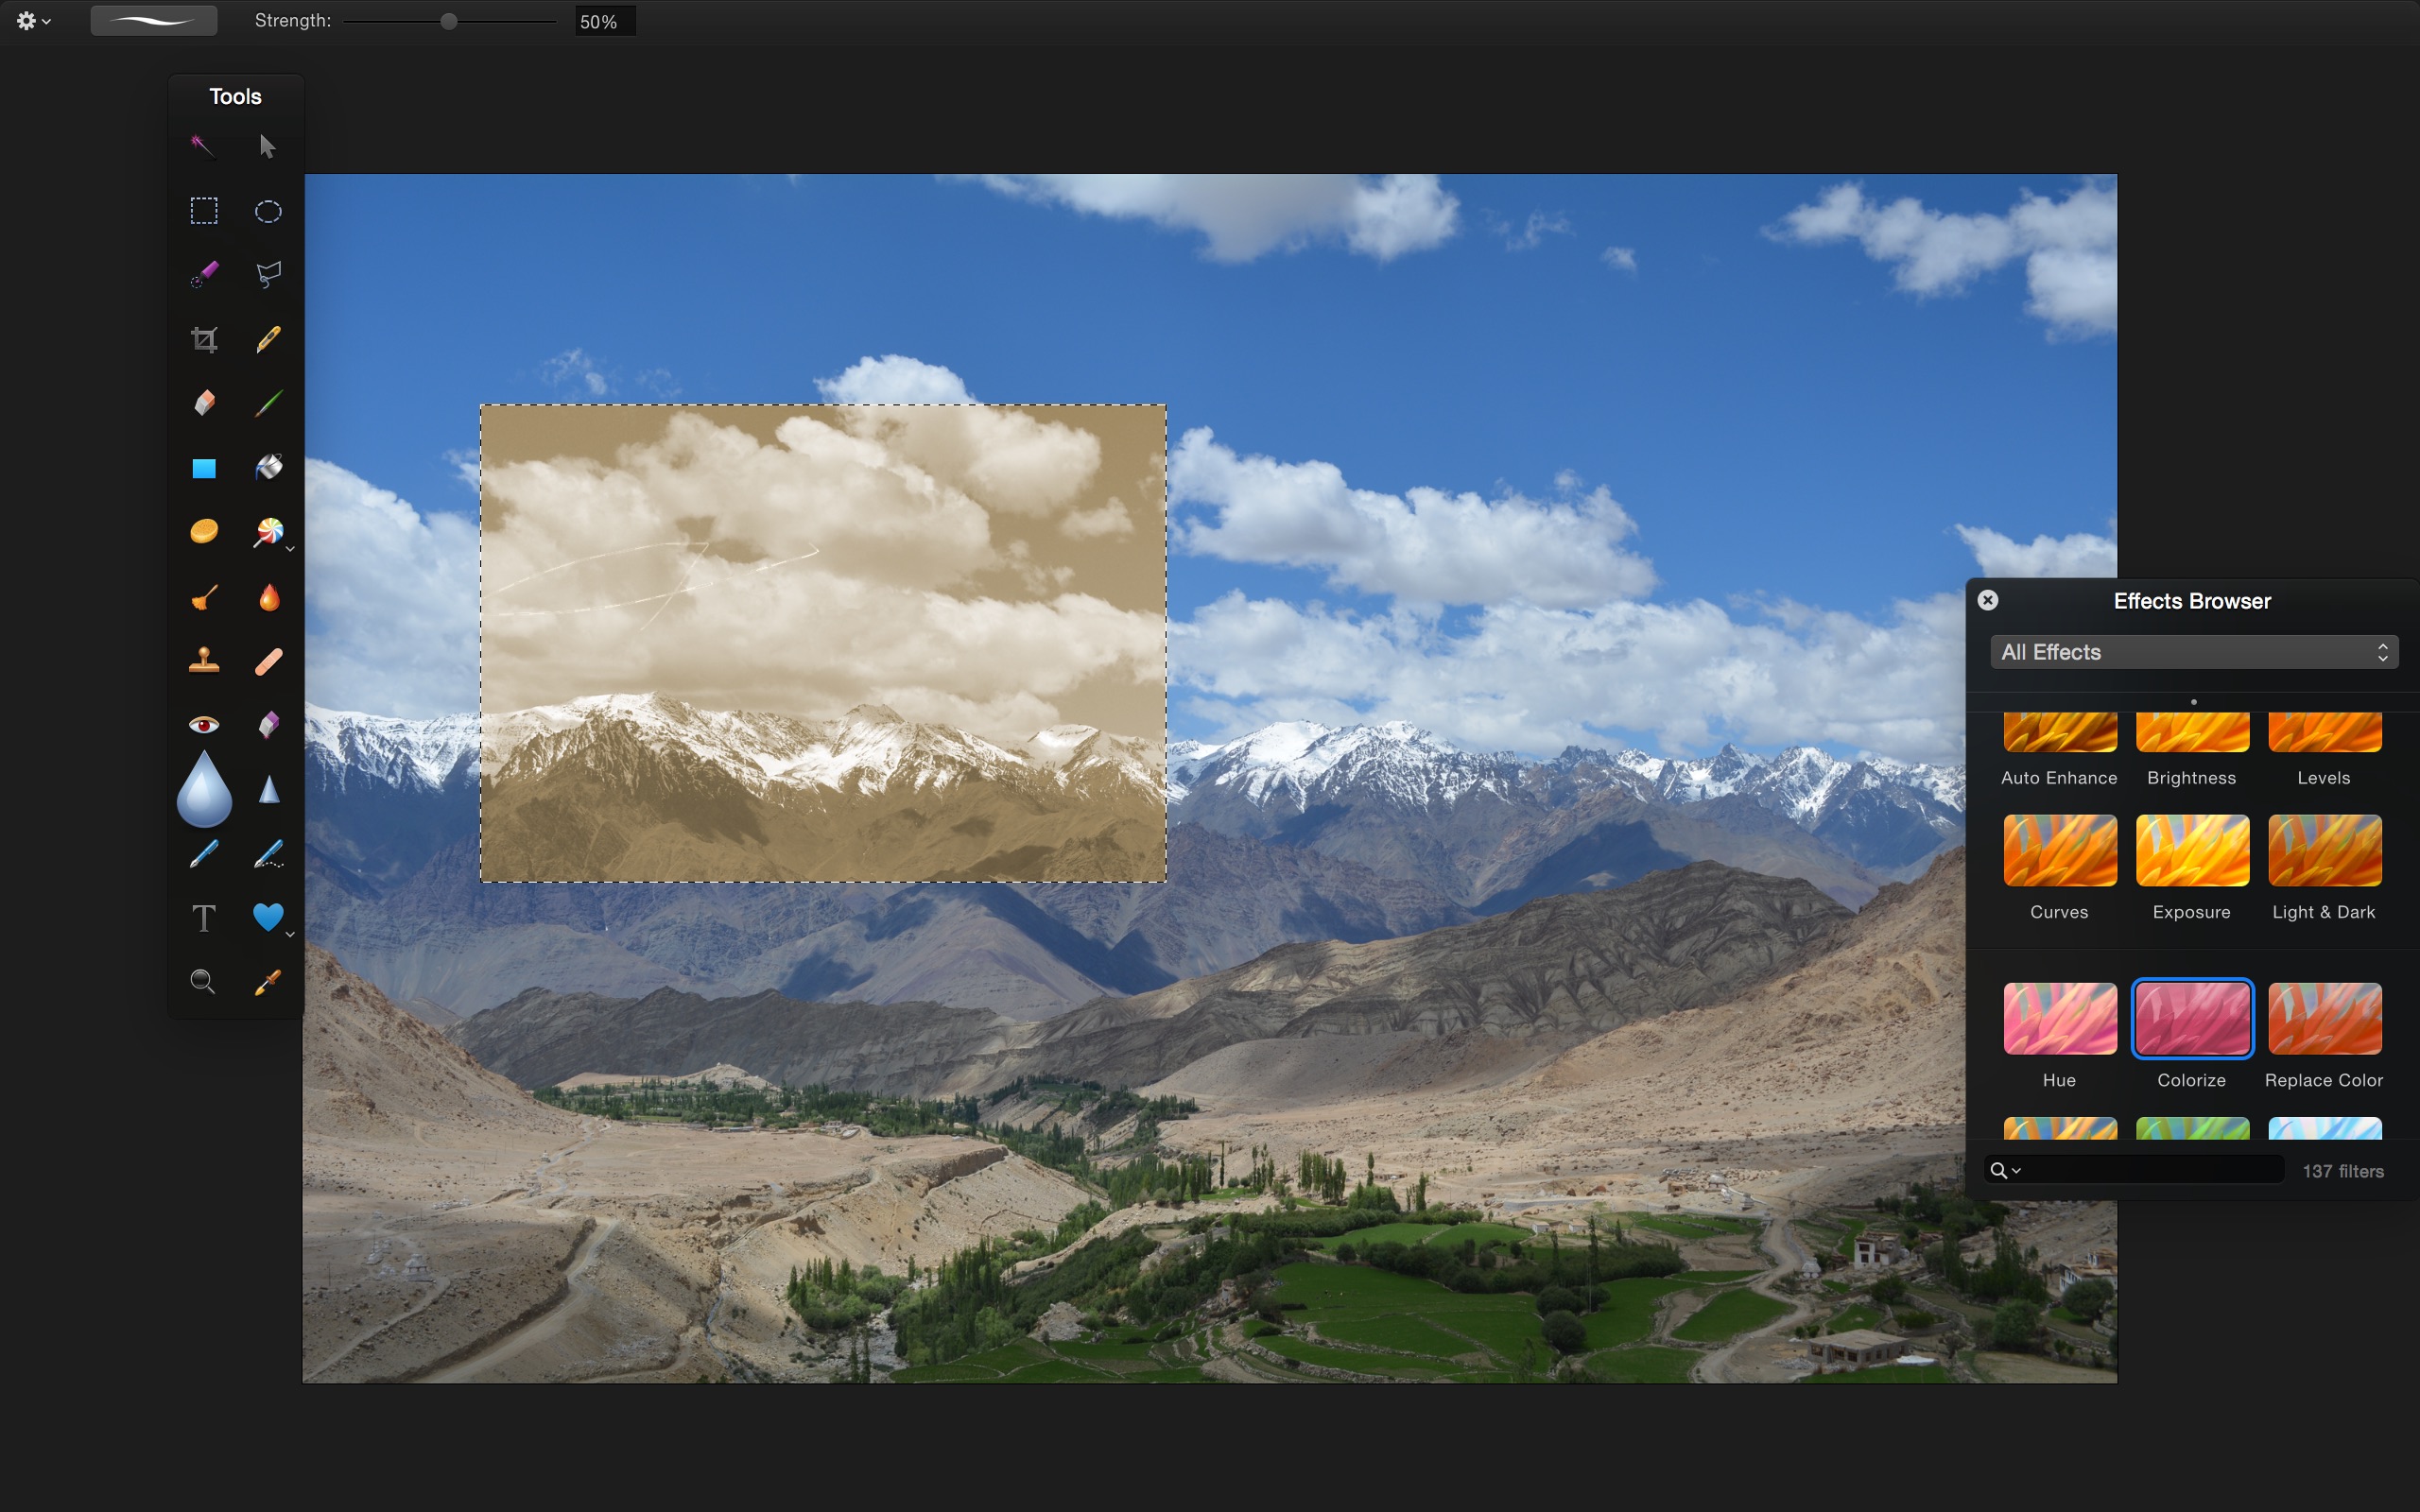 Strength: 50%
Tools
Effects Browser
All Effects
Auto Enhance Brightness Levels
Curves Exposure Light & Dark
Hue Colorize Replace Color
137 filters